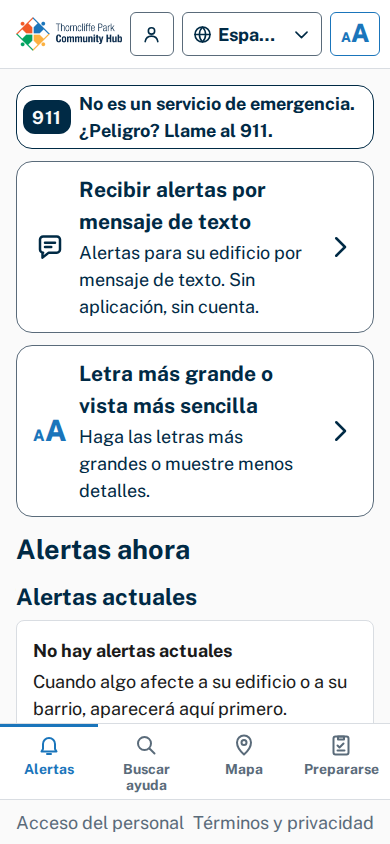 Thorncliffe Park
Community Hub
Espa...
AA
911
No es un servicio de emergencia.
¿Peligro? Llame al 911.
Recibir alertas por
mensaje de texto
Alertas para su edificio por
mensaje de texto. Sin
aplicación, sin cuenta.
AA
Letra más grande o
vista más sencilla
Haga las letras más
grandes o muestre menos
detalles.
Alertas ahora
Alertas actuales
No hay alertas actuales
Cuando algo afecte a su edificio o a su
barrio, aparecerá aquí primero.
Alertas
Buscar
ayuda
Mapa
Prepararse
Acceso del personal
Términos y privacidad